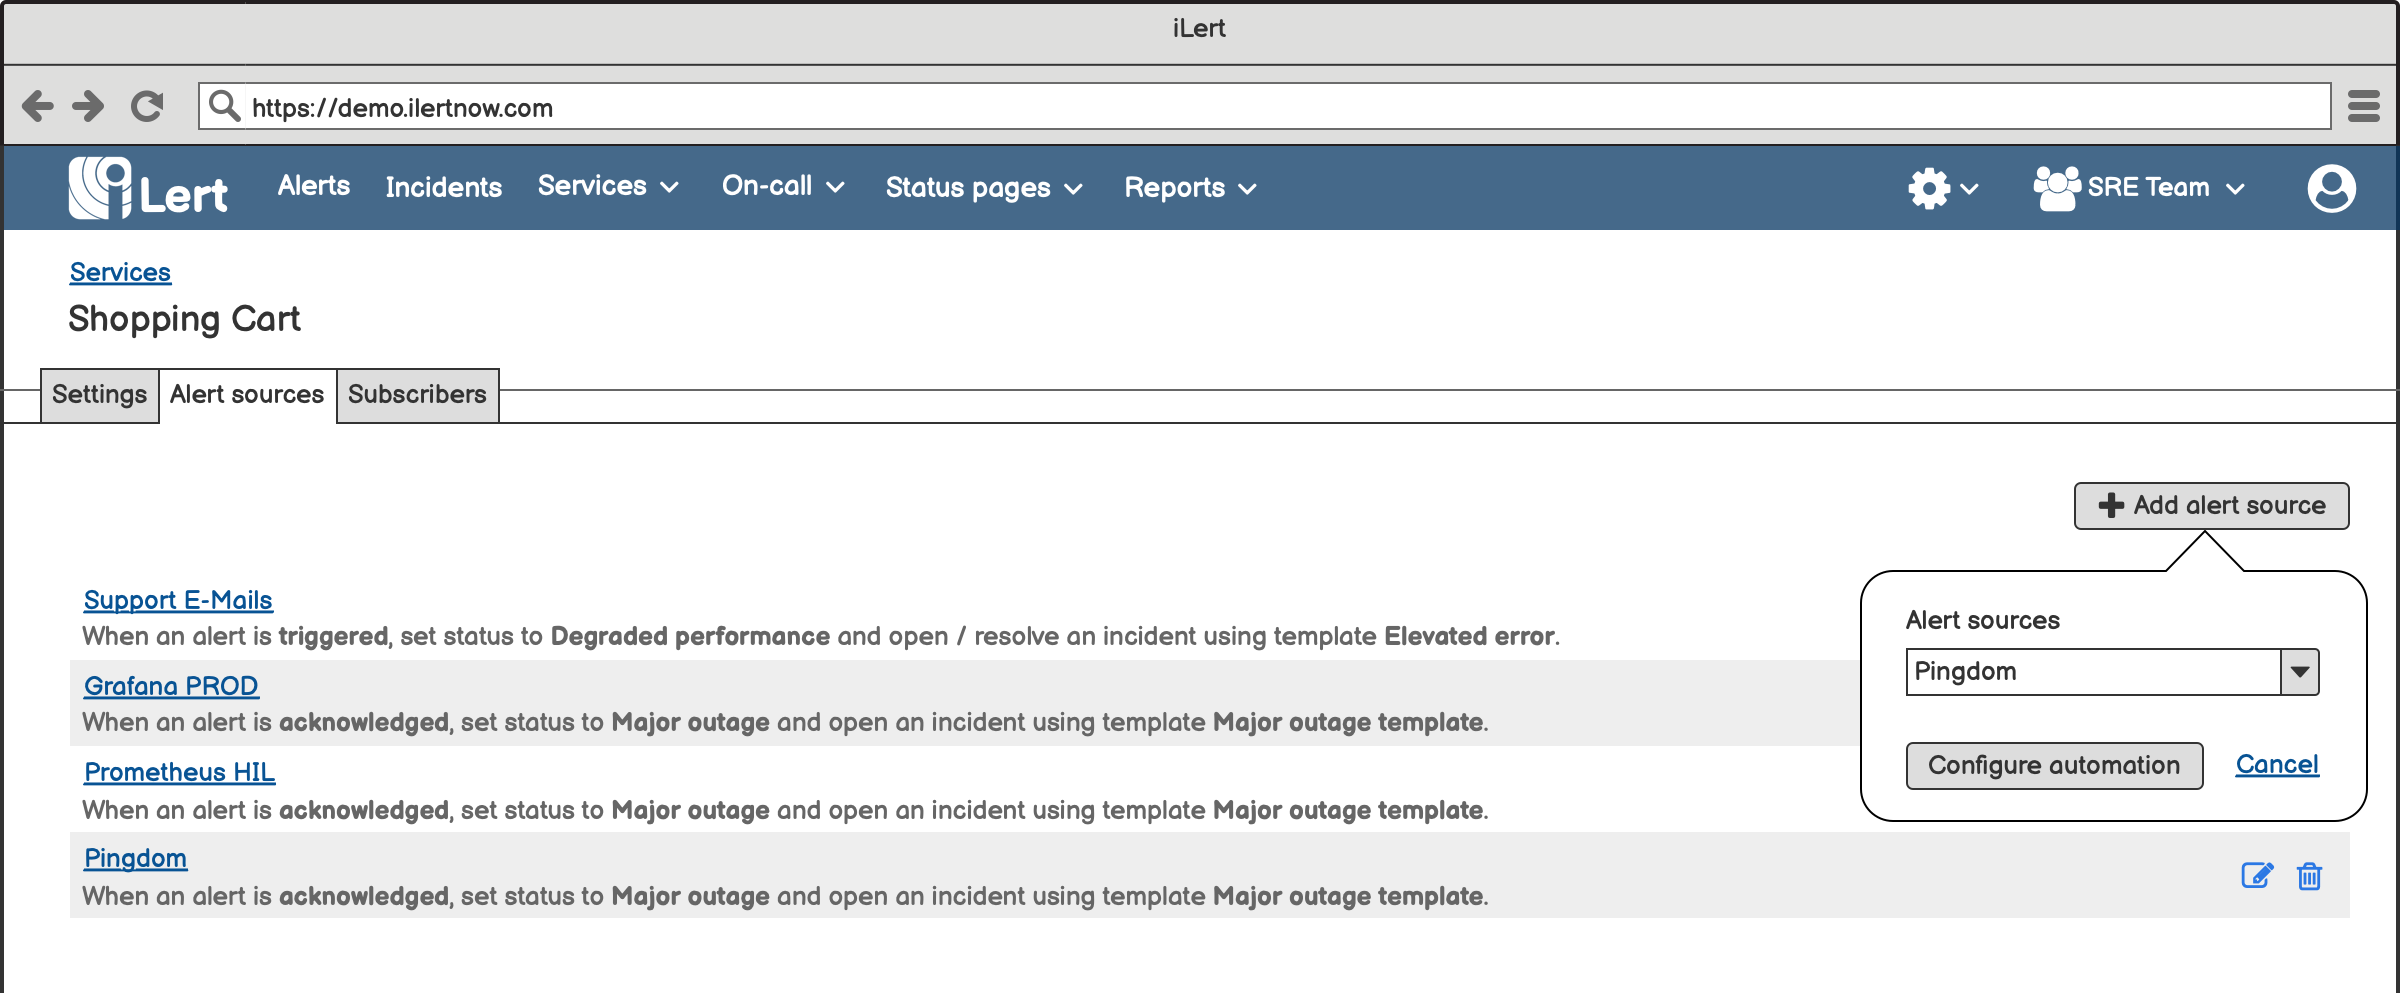 iLert
https://demo.ilertnow.com
iLert Alerts Incidents Services On-call Status pages Reports SRE Team
Services
Shopping Cart
Settings Alert sources Subscribers
Add alert source
Support E-Mails
When an alert is triggered, set status to Degraded performance and open / resolve an incident using template Elevated error.
Grafana PROD
When an alert is acknowledged, set status to Major outage and open an incident using template Major outage template.
Prometheus HIL
When an alert is acknowledged, set status to Major outage and open an incident using template Major outage template.
Pingdom
When an alert is acknowledged, set status to Major outage and open an incident using template Major outage template.
Alert sources
Pingdom
Configure automation Cancel